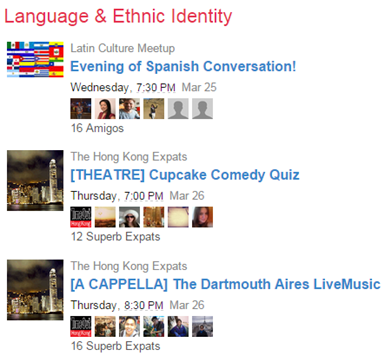 Language & Ethnic Identity
Latin Culture Meetup
Evening of Spanish Conversation!
Wednesday, 7:30 PM Mar 25
16 Amigos
The Hong Kong Expats
[THEATRE] Cupcake Comedy Quiz
Thursday, 7:00 PM Mar 26
12 Superb Expats
The Hong Kong Expats
[A CAPPELLA] The Dartmouth Aires LiveMusic
Thursday, 8:30 PM Mar 26
16 Superb Expats